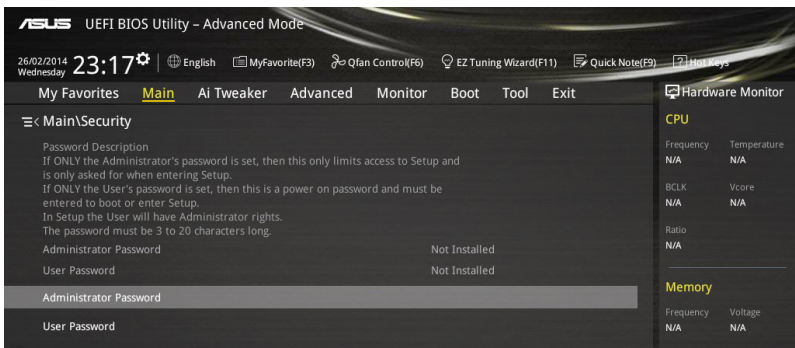 ASUS UEFI BIOS Utility – Advanced Mode
26/02/2014
Wednesday
23:17
English
MyFavorite(F3)
Qfan Control(F6)
EZ Tuning Wizard(F11)
Quick Note(F9)
Hot Keys
My Favorites Main Ai Tweaker Advanced Monitor Boot Tool Exit
Main\Security
Password Description
If ONLY the Administrator's password is set, then this only limits access to Setup and
is only asked for when entering Setup.
If ONLY the User's password is set, then this is a power on password and must be
entered to boot or enter Setup.
In Setup the User will have Administrator rights.
The password must be 3 to 20 characters long.
Administrator Password Not Installed
User Password Not Installed
Administrator Password
User Password
Hardware Monitor
CPU
Frequency Temperature
N/A N/A
BCLK Vcore
N/A N/A
Ratio
N/A
Memory
Frequency Voltage
N/A N/A